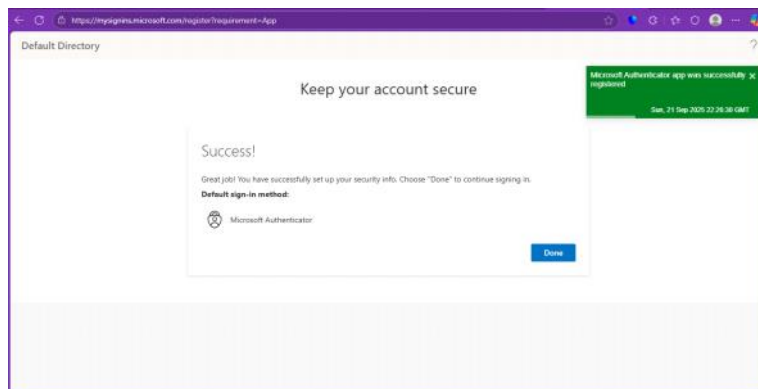 https://mysignins.microsoft.com/register?requirement=App
Default Directory
?
Keep your account secure
Microsoft Authenticator app was successfully
registered
Sun, 21 Sep 2025 22:26:30 GMT
Success!
Great job! You have successfully set up your security info. Choose "Done" to continue signing in.
Default sign-in method:
Microsoft Authenticator
Done